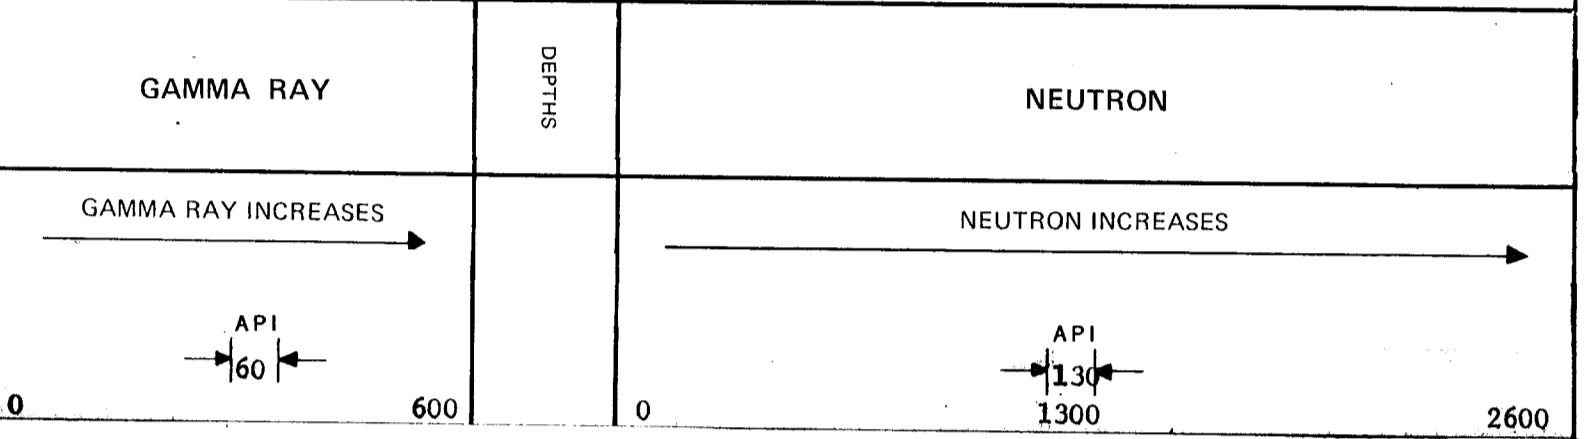 GAMMA RAY
DEPTHS
NEUTRON
GAMMA RAY INCREASES
NEUTRON INCREASES
API
60
API
130
0
600
0
1300
2600